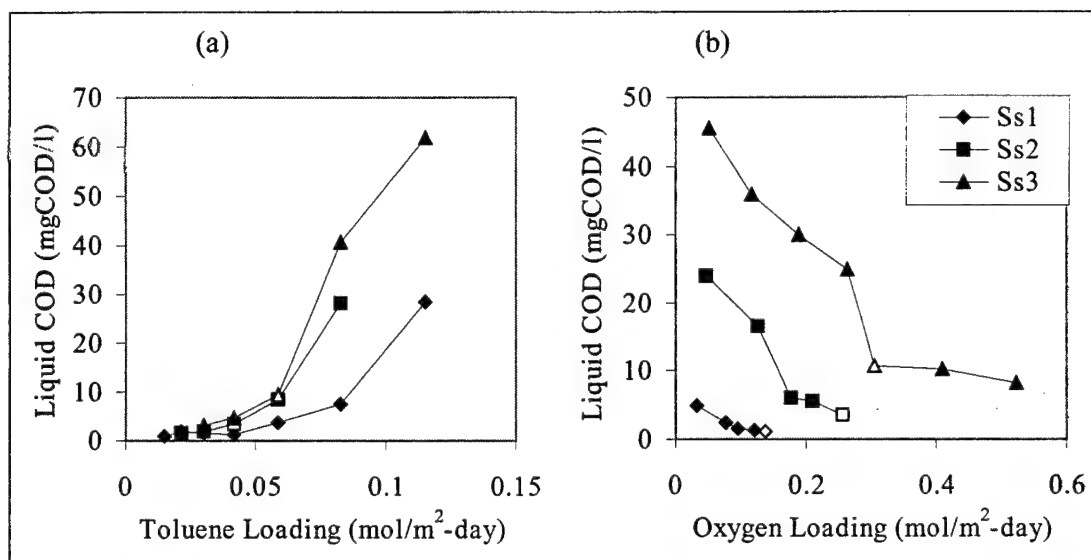 (a)
(b)
Liquid COD (mgCOD/l)
70
60
50
40
30
20
10
0
0
0.05
0.1
0.15
Toluene Loading (mol/m²-day)
Liquid COD (mgCOD/l)
50
40
30
20
10
0
0
0.2
0.4
0.6
Oxygen Loading (mol/m²-day)
Ss1
Ss2
Ss3